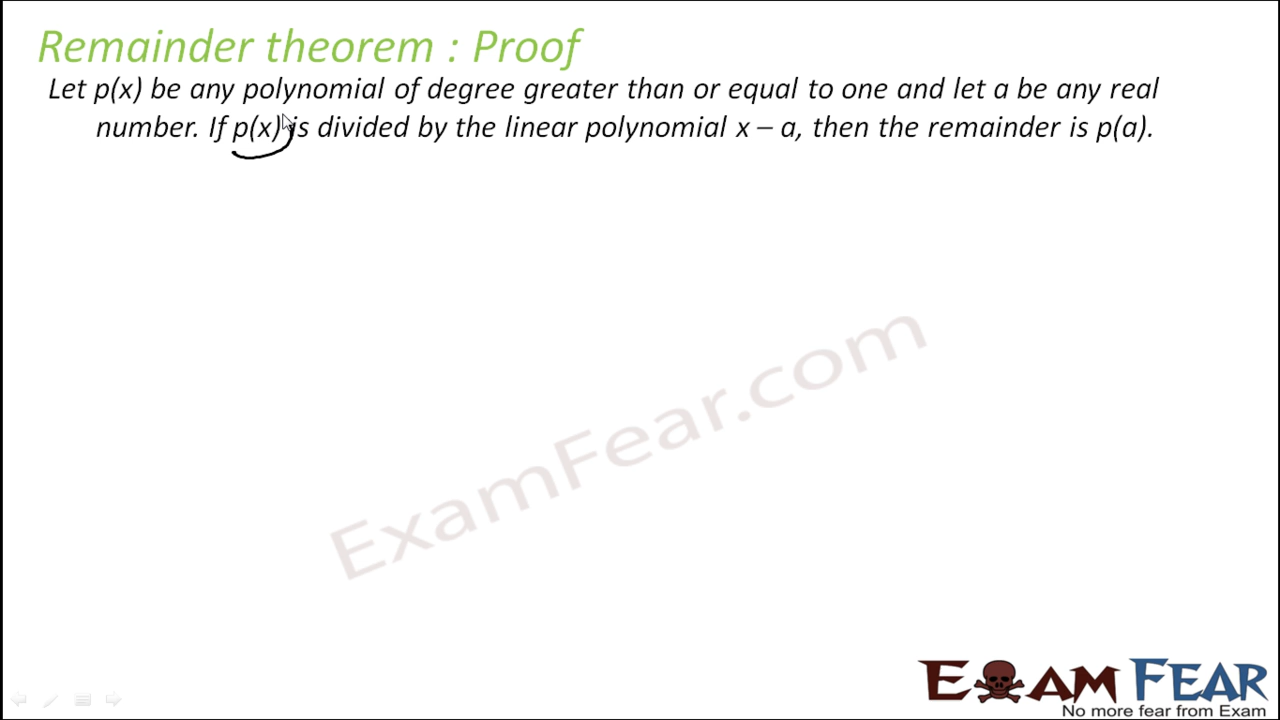 Remainder theorem : Proof
Let p(x) be any polynomial of degree greater than or equal to one and let a be any real
number. If p(x) is divided by the linear polynomial x – a, then the remainder is p(a).
ExamFear.com
EXAM FEAR
No more fear from Exam